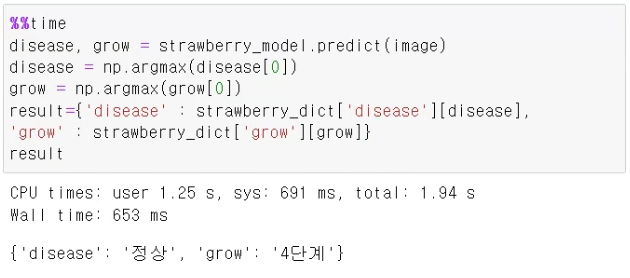 %%time
disease, grow = strawberry_model.predict(image)
disease = np.argmax(disease[0])
grow = np.argmax(grow[0])
result={'disease' : strawberry_dict['disease'][disease],
'grow' : strawberry_dict['grow'][grow]}
result
CPU times: user 1.25 s, sys: 691 ms, total: 1.94 s
Wall time: 653 ms
{'disease': '정상', 'grow': '4단계'}